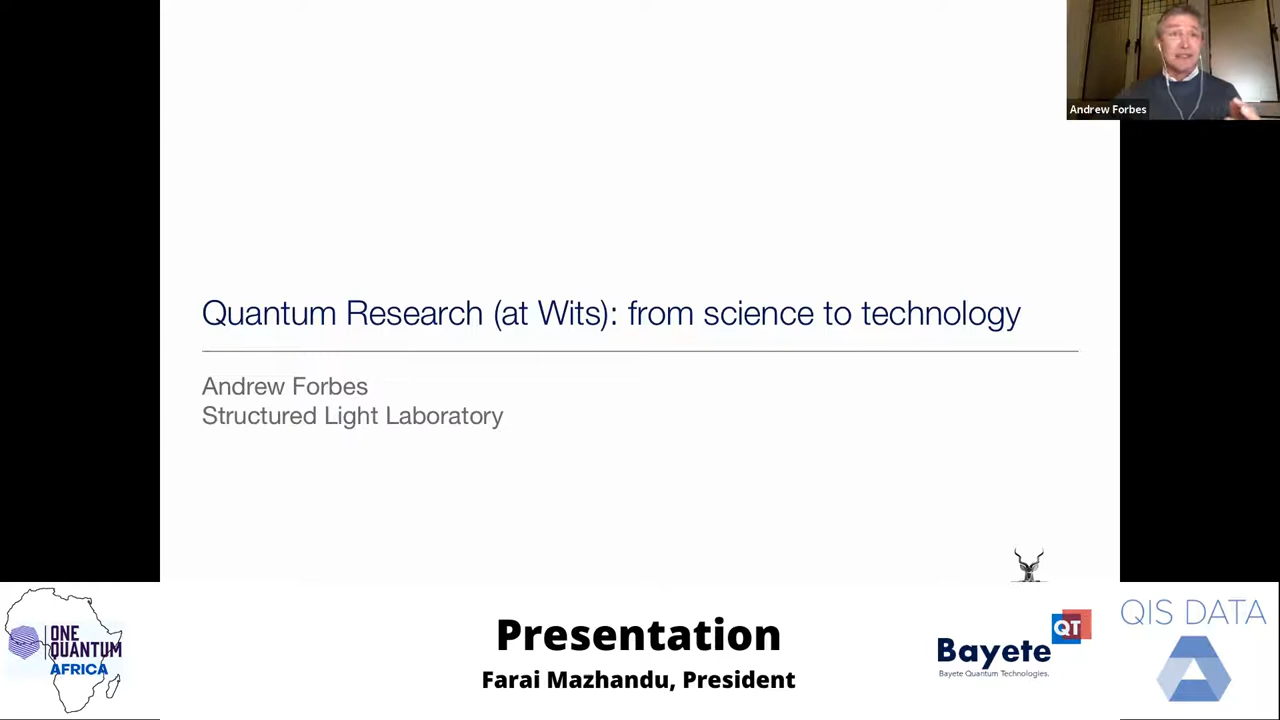 Andrew Forbes
Quantum Research (at Wits): from science to technology
Andrew Forbes
Structured Light Laboratory
ONE
QUANTUM
AFRICA
Presentation
Farai Mazhandu, President
QT
Bayete
Bayete Quantum Technologies.
QIS DATA